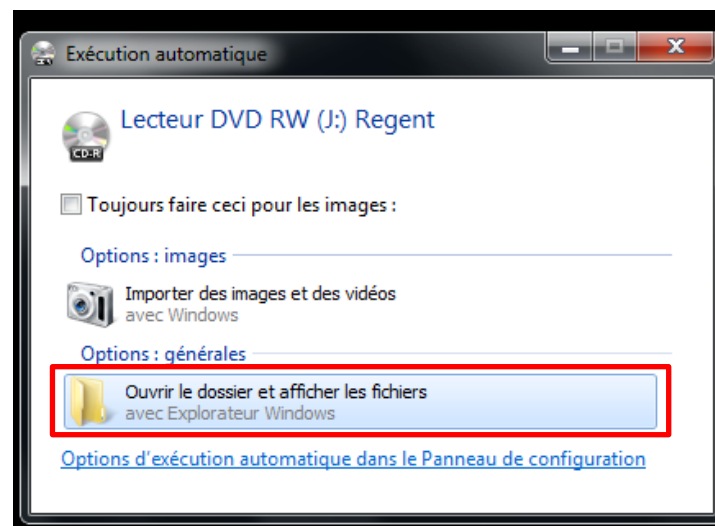 Exécution automatique
Lecteur DVD RW (J:) Regent
CD-R
Toujours faire ceci pour les images :
Options : images
Importer des images et des vidéos
avec Windows
Options : générales
Ouvrir le dossier et afficher les fichiers
avec Explorateur Windows
Options d'exécution automatique dans le Panneau de configuration